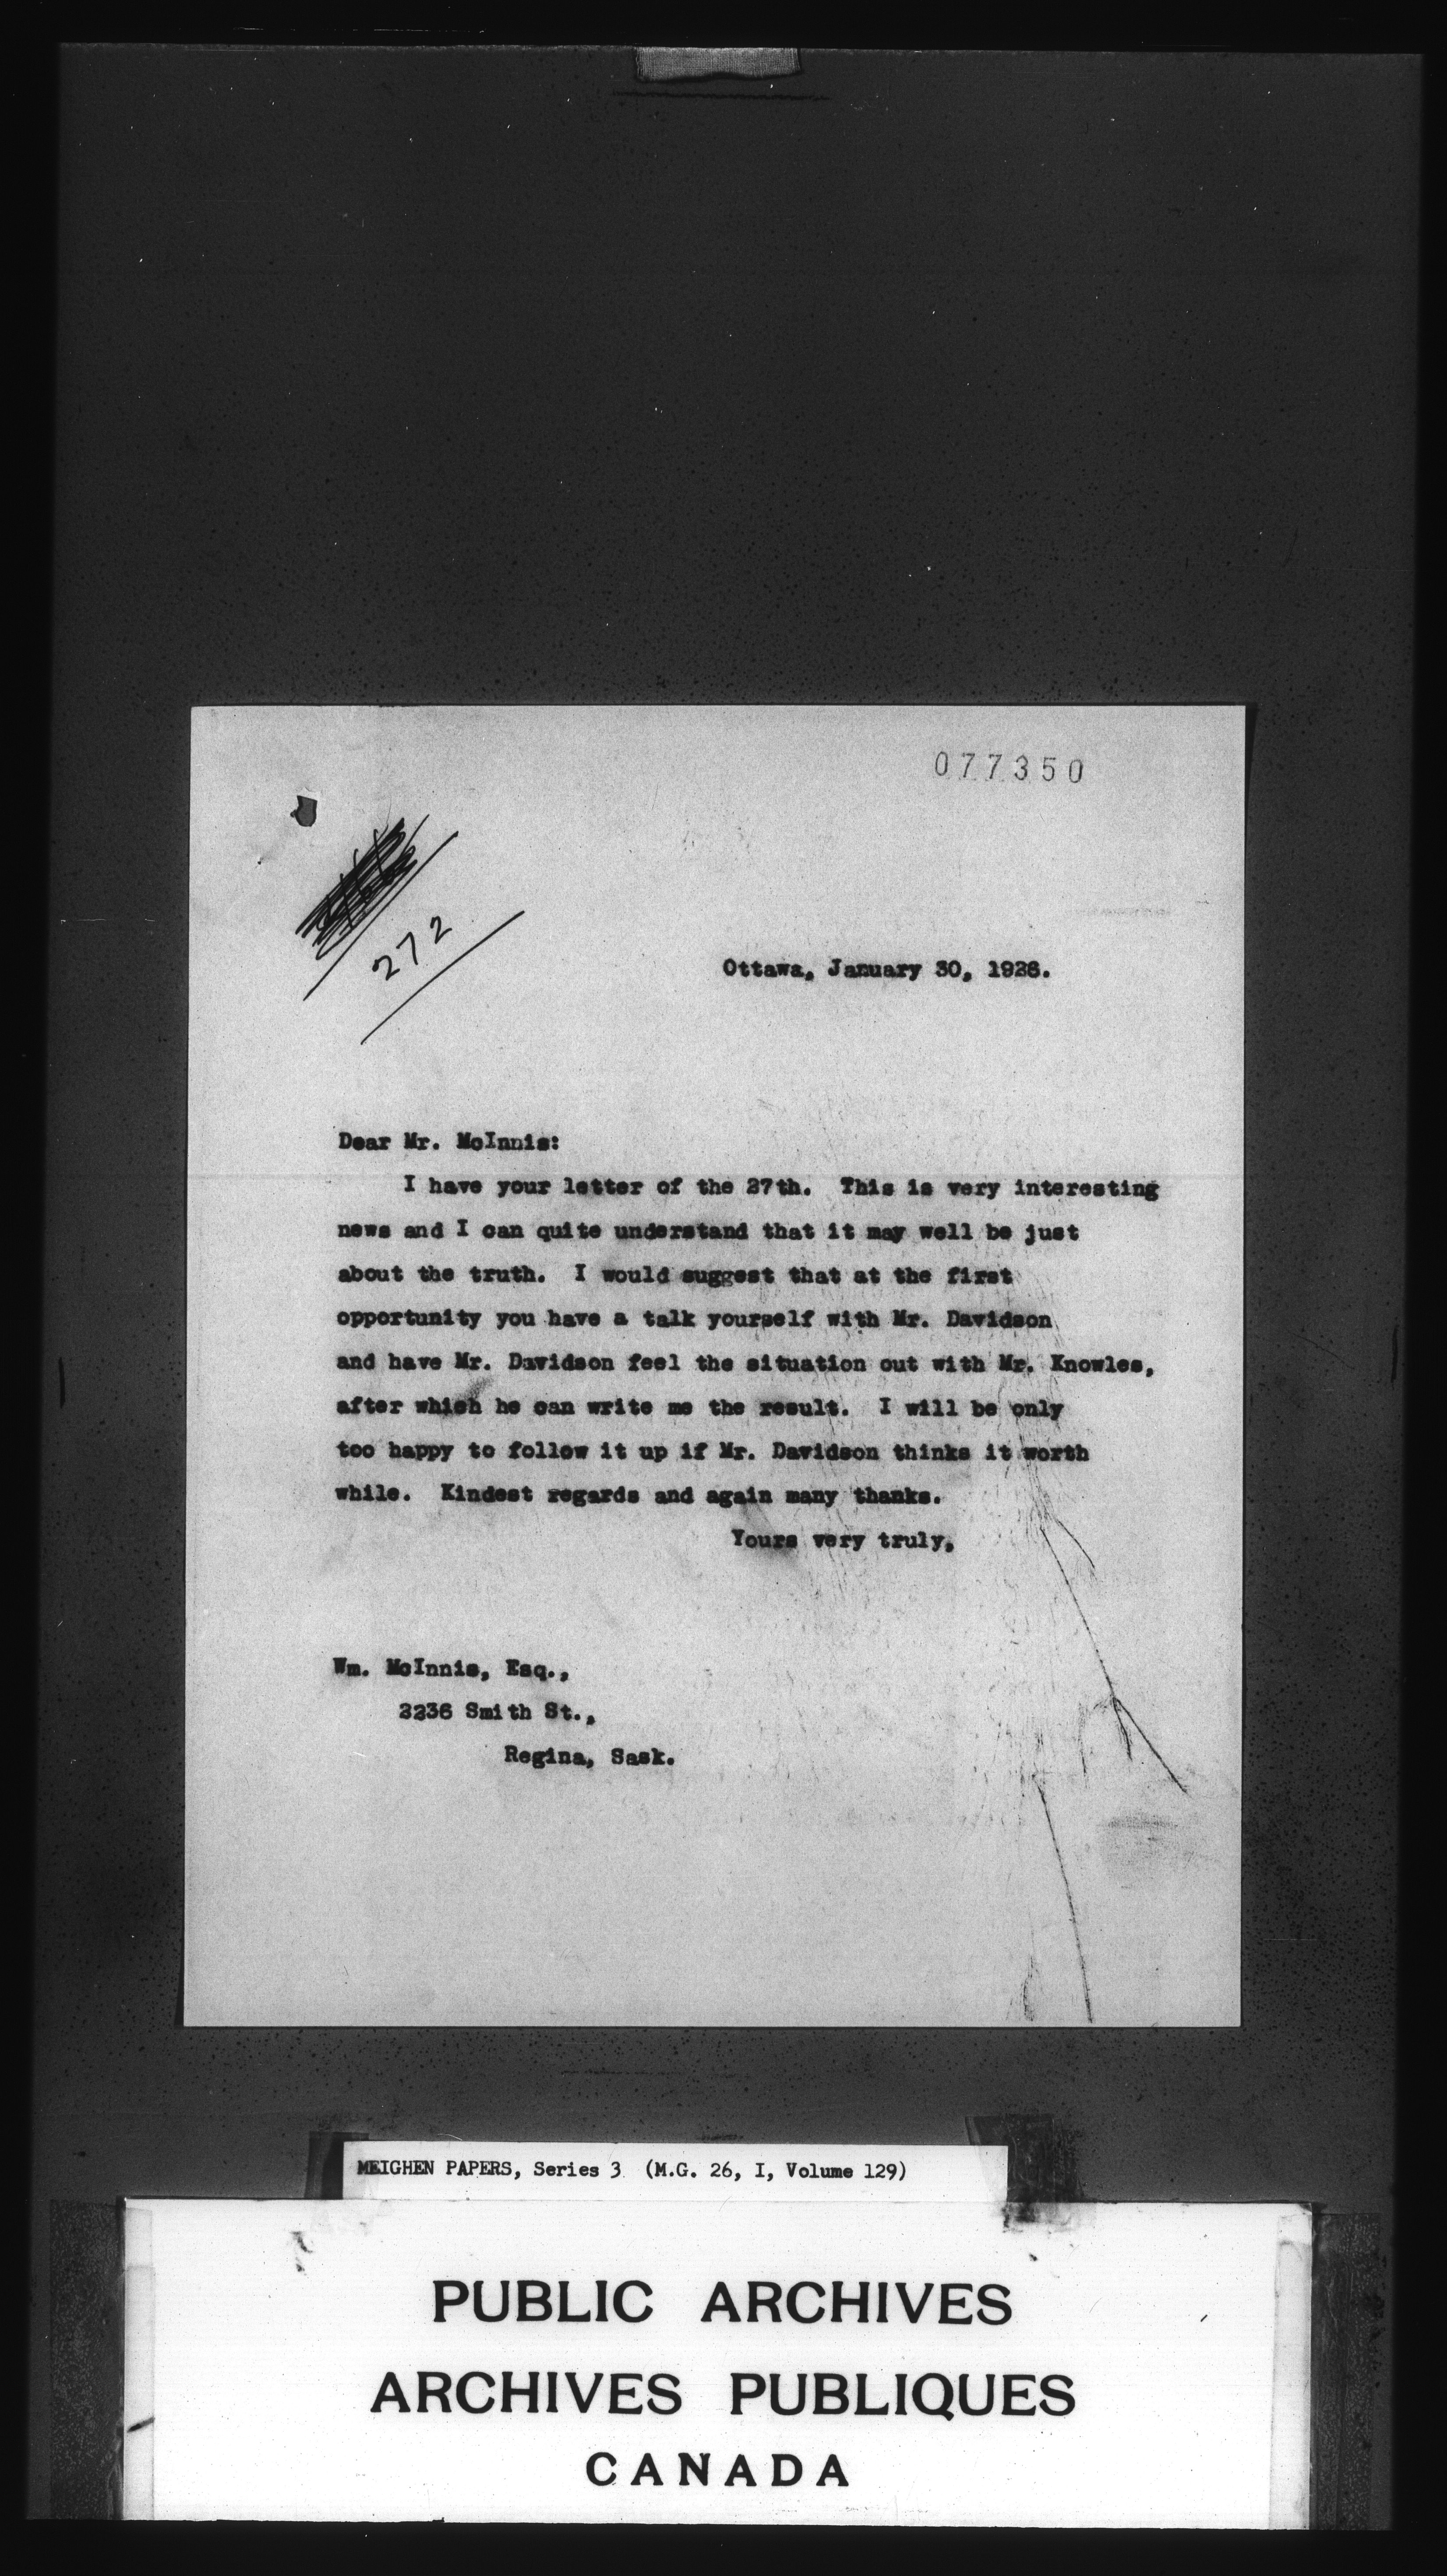 077350
272
Ottawa, January 30, 1926.
Dear Mr. McInnis:
I have your letter of the 27th. This is very interesting
news and I can quite understand that it may well be just
about the truth. I would suggest that at the first
opportunity you have a talk yourself with Mr. Davidson
and have Mr. Davidson feel the situation out with Mr. Knowles,
after which he can write me the result. I will be only
too happy to follow it up if Mr. Davidson thinks it worth
while. Kindest regards and again many thanks.
Yours very truly,
Wm. McInnis, Esq.,
2236 Smith St.,
Regina, Sask.
MEIGHEN PAPERS, Series 3 (M.G. 26, I, Volume 129)
PUBLIC ARCHIVES
ARCHIVES PUBLIQUES
CANADA